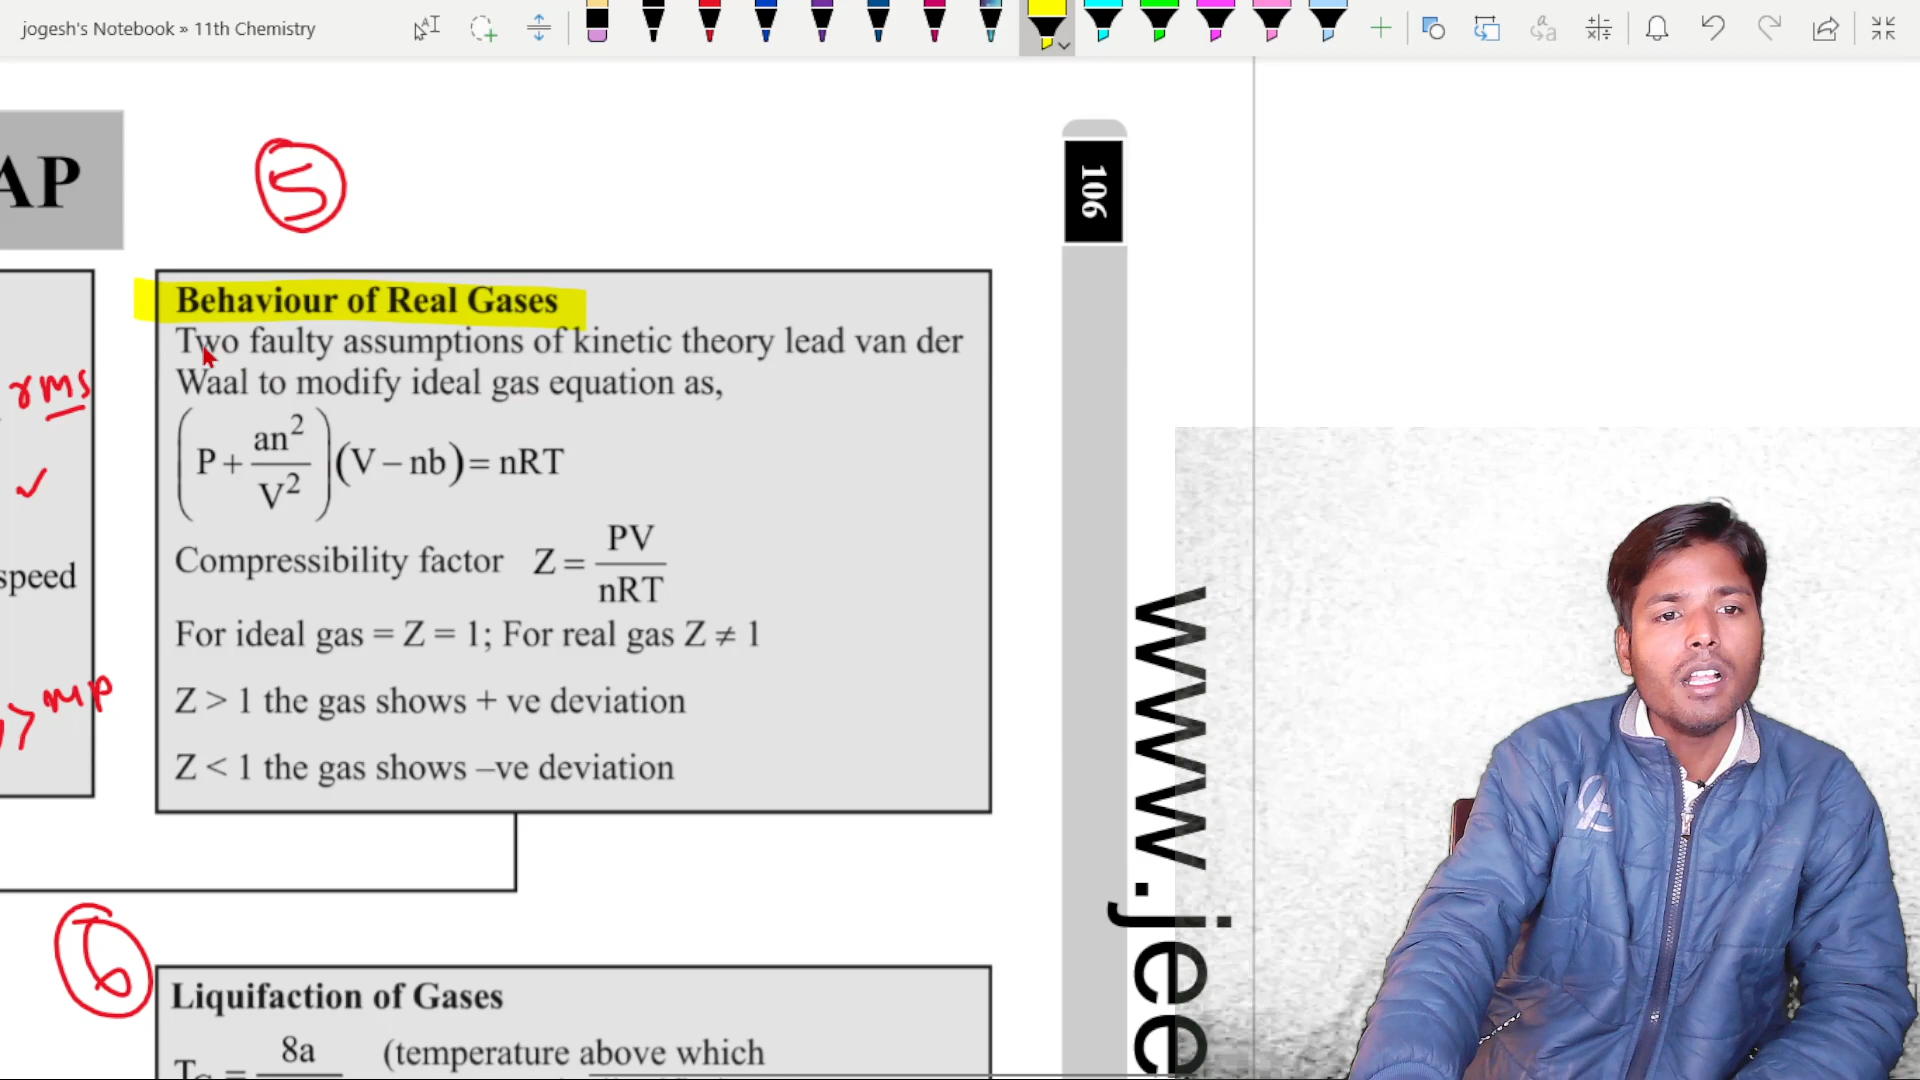 jogesh's Notebook » 11th Chemistry
AP
5
106
Behaviour of Real Gases
Two faulty assumptions of kinetic theory lead van der
Waal to modify ideal gas equation as,
(P + an²/V²)(V – nb) = nRT
Compressibility factor Z = PV/nRT
For ideal gas = Z = 1; For real gas Z ≠ 1
Z > 1 the gas shows + ve deviation
Z < 1 the gas shows –ve deviation
rms
speed
> mp
6
Liquifaction of Gases
8a (temperature above which
www.jee